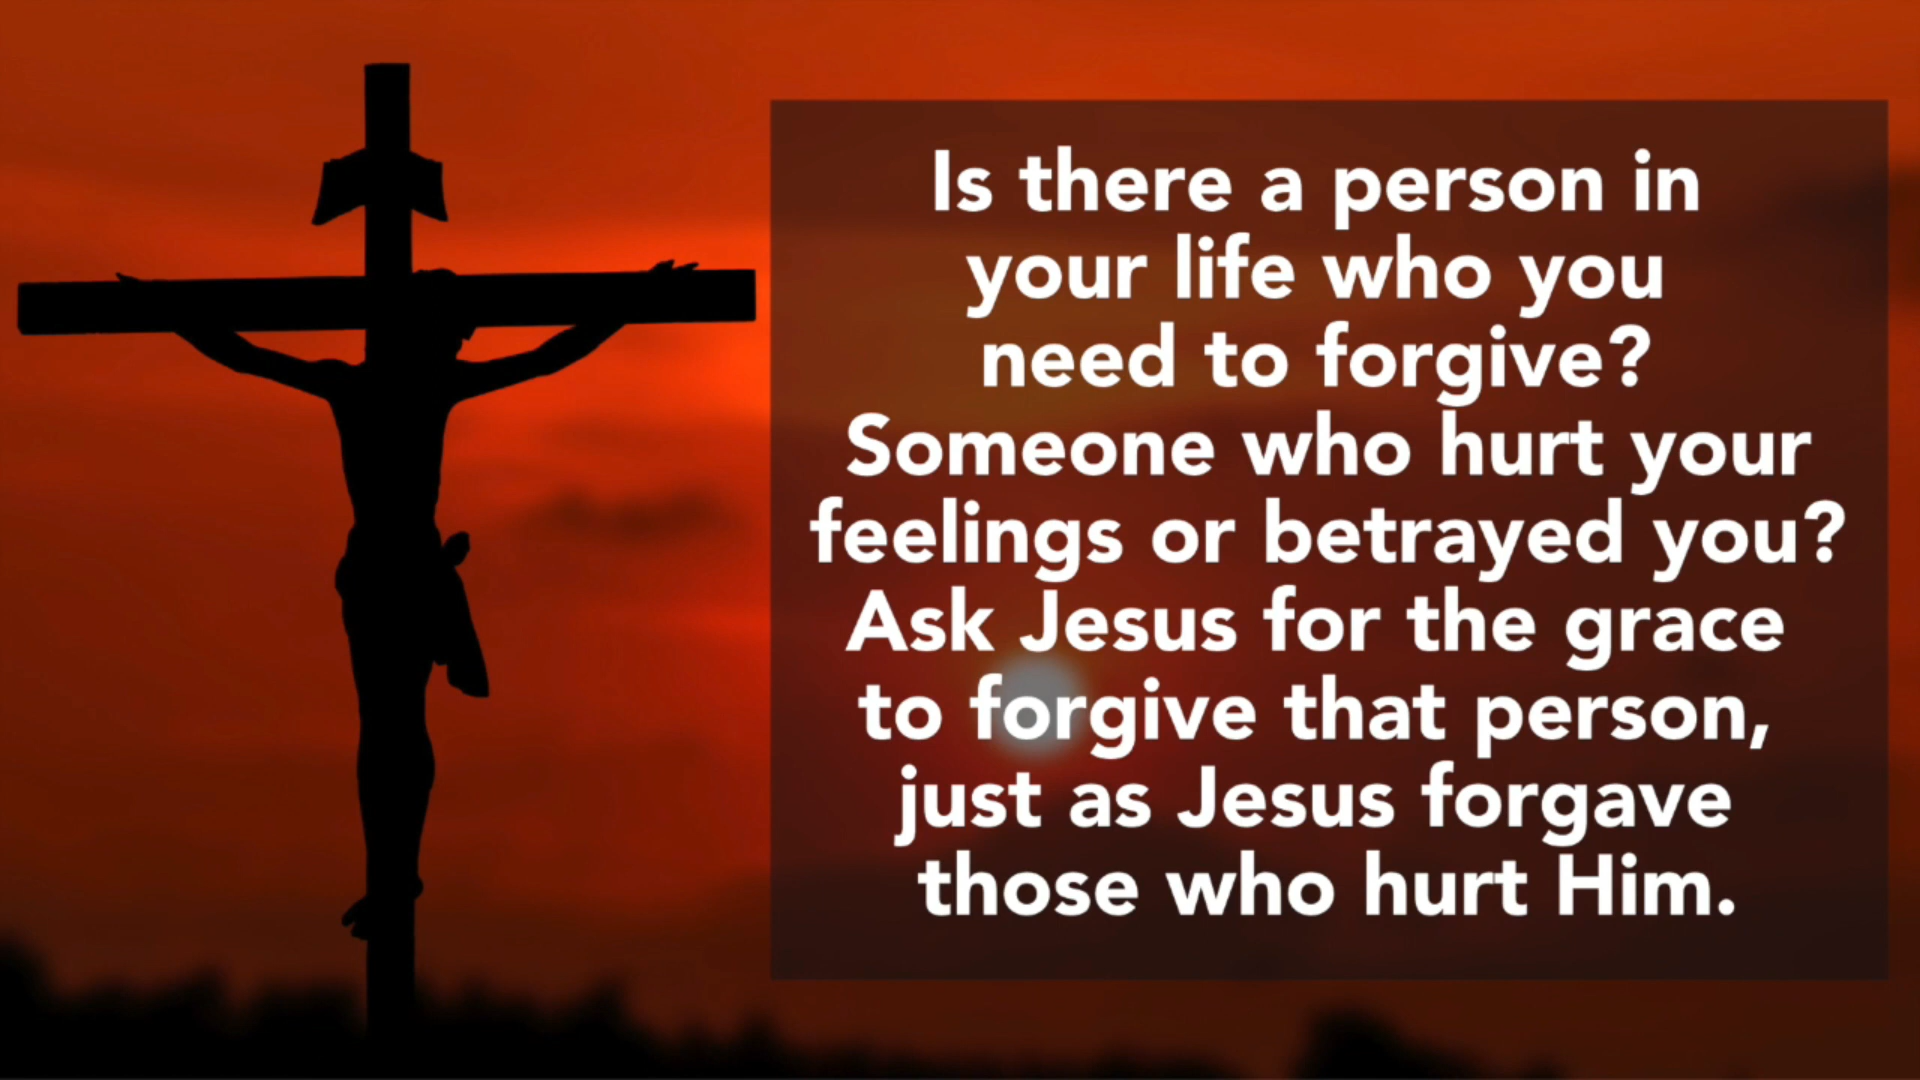 Is there a person in
your life who you
need to forgive?
Someone who hurt your
feelings or betrayed you?
Ask Jesus for the grace
to forgive that person,
just as Jesus forgave
those who hurt Him.